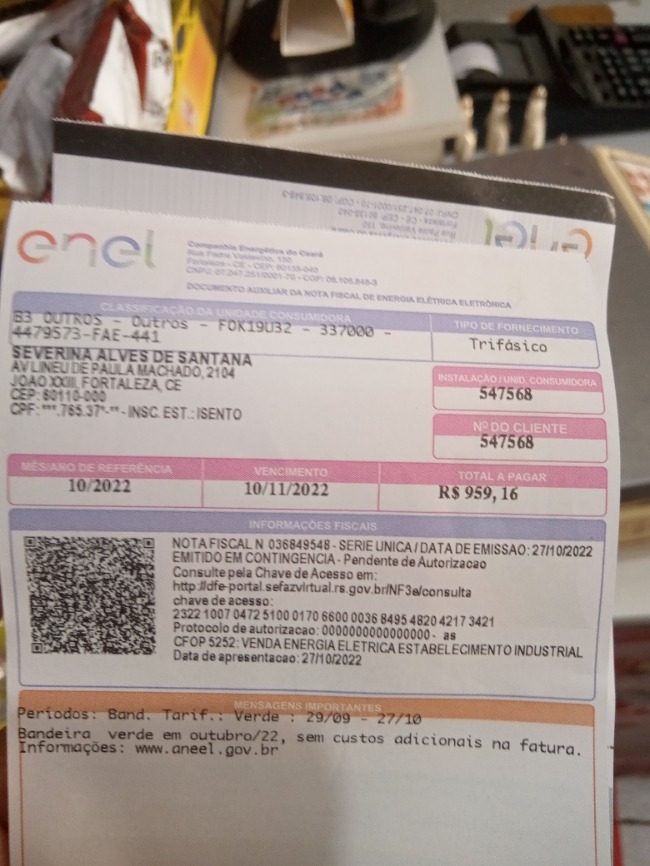 enel
Companhia Energética do Ceará
Rua Padre Valdevino, 150
Fortaleza - CE - CEP: 60135-040
CNPJ: 07.047.251/0001-70 - CGF: 06.105.848-3
DOCUMENTO AUXILIAR DA NOTA FISCAL DE ENERGIA ELÉTRICA ELETRÔNICA
CLASSIFICAÇÃO DA UNIDADE CONSUMIDORA
B3 OUTROS - Outros - FOK19U32 - 337000 -
4479573-FAE-441
TIPO DE FORNECIMENTO
Trifásico
SEVERINA ALVES DE SANTANA
AV LINEU DE PAULA MACHADO, 2104
JOAO XXIII, FORTALEZA, CE
CEP: 60110-000
CPF: ***.765.37*-** - INSC. EST.: ISENTO
INSTALAÇÃO / UNID. CONSUMIDORA
547568
Nº DO CLIENTE
547568
MÊS/ANO DE REFERÊNCIA
10/2022
VENCIMENTO
10/11/2022
TOTAL A PAGAR
R$ 959, 16
INFORMAÇÕES FISCAIS
NOTA FISCAL N 036849548 - SERIE UNICA / DATA DE EMISSAO: 27/10/2022
EMITIDO EM CONTINGENCIA - Pendente de Autorizacao
Consulte pela Chave de Acesso em:
http://dfe-portal.sefazvirtual.rs.gov.br/NF3e/consulta
chave de acesso:
2322 1007 0472 5100 0170 6600 0036 8495 4820 4217 3421
Protocolo de autorizacao: 0000000000000000 - as
CFOP 5252: VENDA ENERGIA ELETRICA ESTABELECIMENTO INDUSTRIAL
Data de apresentacao: 27/10/2022
MENSAGENS IMPORTANTES
Períodos: Band. Tarif.: Verde : 29/09 - 27/10
Bandeira verde em outubro/22, sem custos adicionais na fatura.
Informações: www.aneel.gov.br